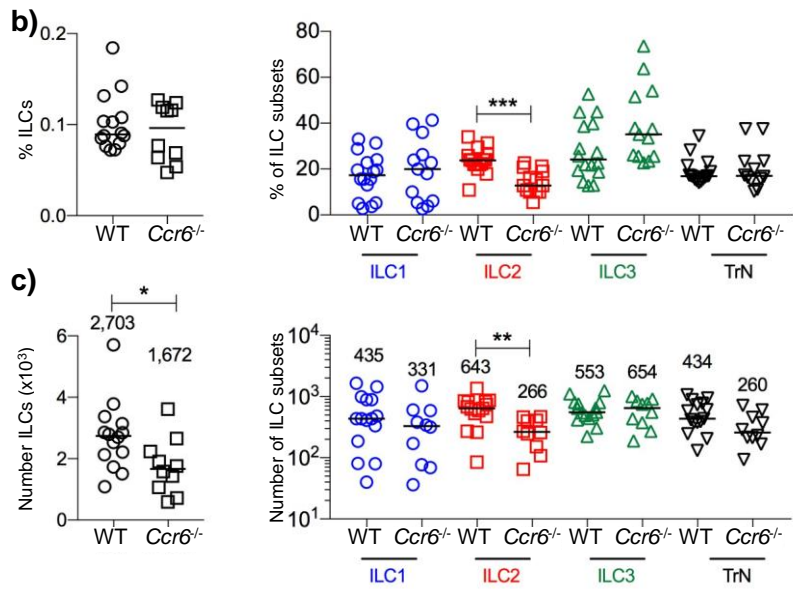 b)
% ILCs
0.2
0.1
0.0
WT Ccr6-/-
% of ILC subsets
80
60
40
20
0
***
WT Ccr6-/- WT Ccr6-/- WT Ccr6-/- WT Ccr6-/-
ILC1 ILC2 ILC3 TrN
c)
Number ILCs (x10³)
6
4
2
0
*
2,703
1,672
WT Ccr6-/-
Number of ILC subsets
10⁴
10³
10²
10¹
**
435 331 643 266 553 654 434 260
WT Ccr6-/- WT Ccr6-/- WT Ccr6-/- WT Ccr6-/-
ILC1 ILC2 ILC3 TrN